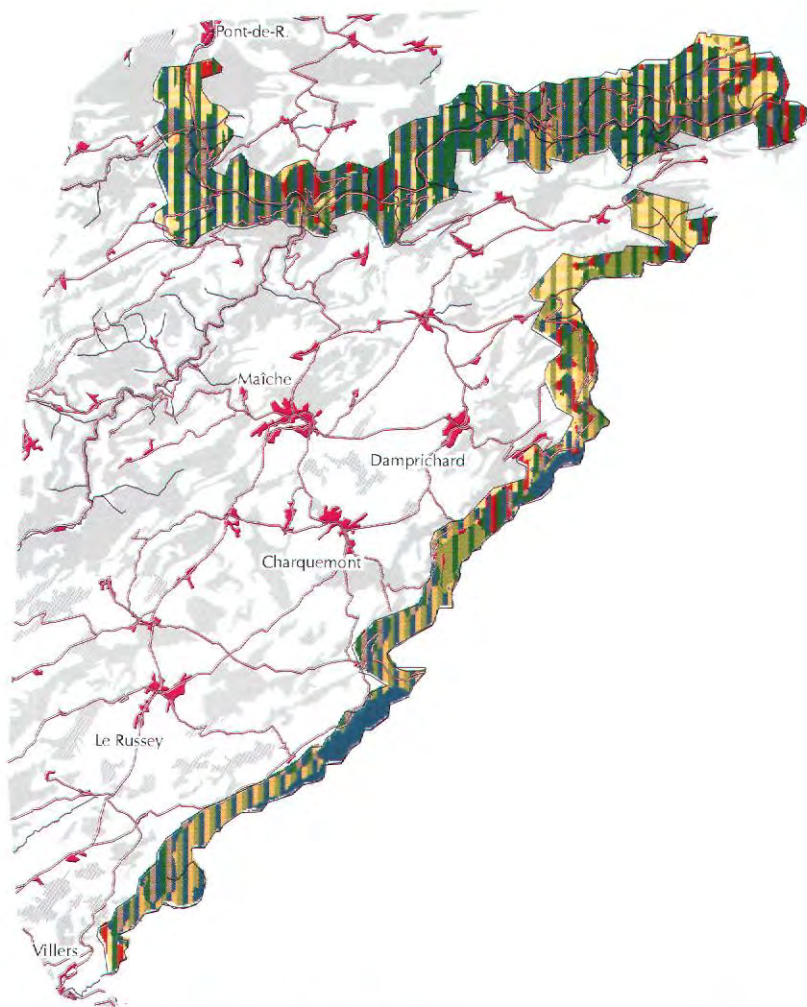 Pont-de-R.
Maîche
Damprichard
Charquemont
Le Russey
Villers